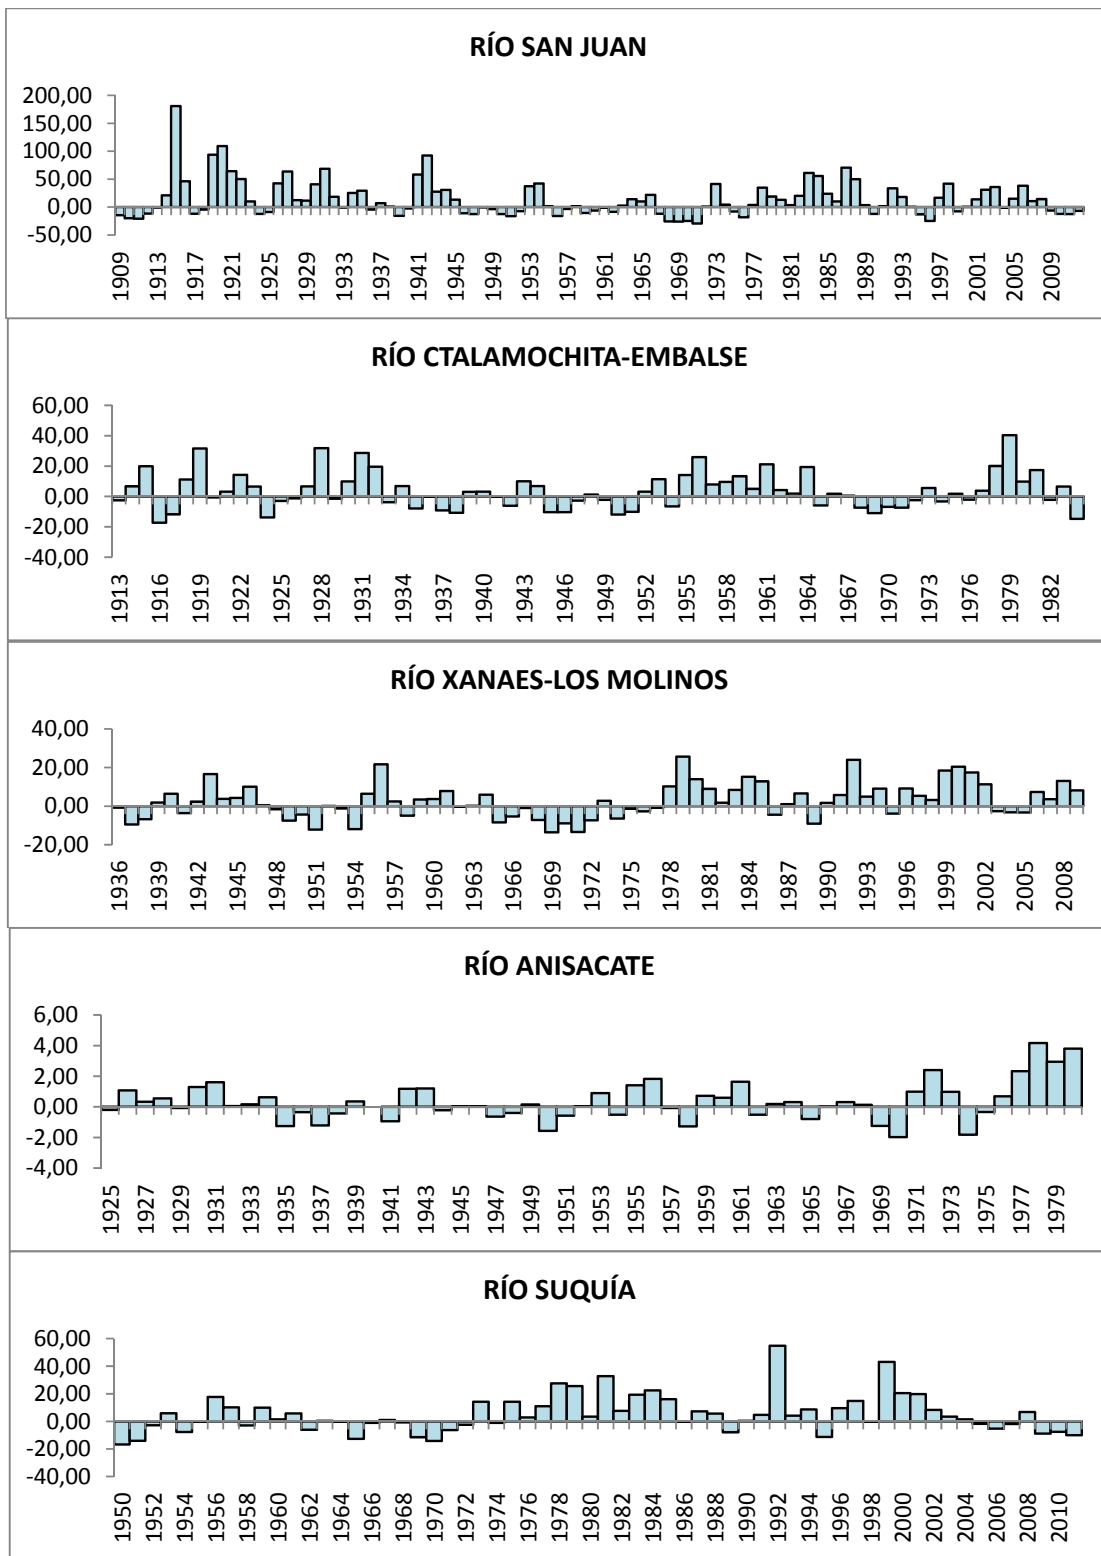 RÍO SAN JUAN
200,00
150,00
100,00
50,00
0,00
-50,00
1909 1913 1917 1921 1925 1929 1933 1937 1941 1945 1949 1953 1957 1961 1965 1969 1973 1977 1981 1985 1989 1993 1997 2001 2005 2009
RÍO CTALAMOCHITA-EMBALSE
60,00
40,00
20,00
0,00
-20,00
-40,00
1913 1916 1919 1922 1925 1928 1931 1934 1937 1940 1943 1946 1949 1952 1955 1958 1961 1964 1967 1970 1973 1976 1979 1982
RÍO XANAES-LOS MOLINOS
40,00
20,00
0,00
-20,00
1936 1939 1942 1945 1948 1951 1954 1957 1960 1963 1966 1969 1972 1975 1978 1981 1984 1987 1990 1993 1996 1999 2002 2005 2008
RÍO ANISACATE
6,00
4,00
2,00
0,00
-2,00
-4,00
1925 1927 1929 1931 1933 1935 1937 1939 1941 1943 1945 1947 1949 1951 1953 1955 1957 1959 1961 1963 1965 1967 1969 1971 1973 1975 1977 1979
RÍO SUQUÍA
60,00
40,00
20,00
0,00
-20,00
-40,00
1950 1952 1954 1956 1958 1960 1962 1964 1966 1968 1970 1972 1974 1976 1978 1980 1982 1984 1986 1988 1990 1992 1994 1996 1998 2000 2002 2004 2006 2008 2010